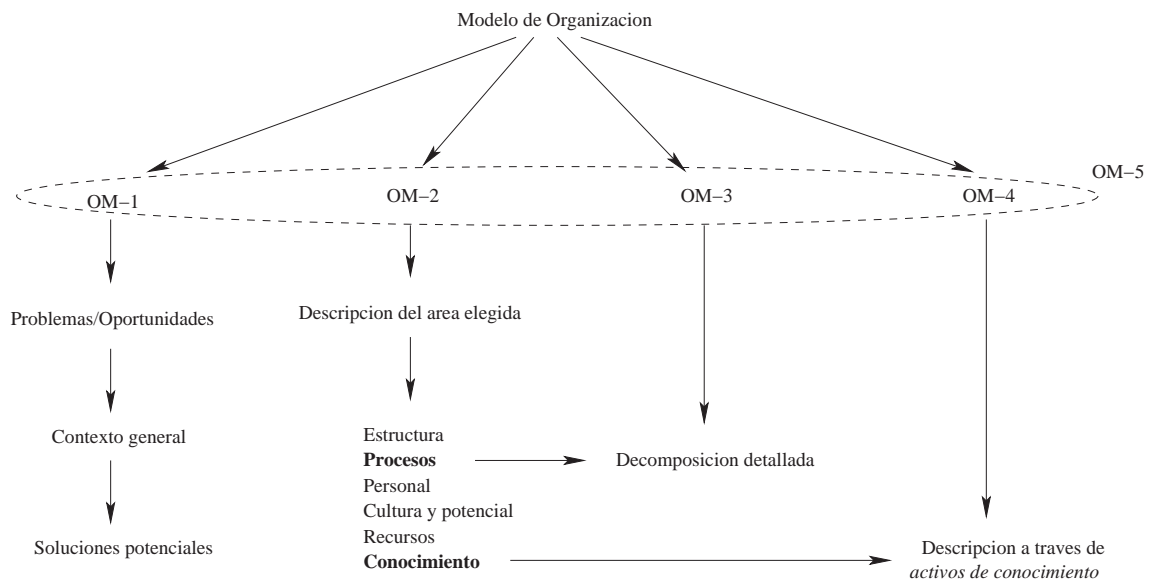 Modelo de Organizacion
OM–5
OM–1
OM–2
OM–3
OM–4
Problemas/Oportunidades
Descripcion del area elegida
Contexto general
Estructura
Procesos
Decomposicion detallada
Personal
Cultura y potencial
Recursos
Conocimiento
Soluciones potenciales
Descripcion a traves de
activos de conocimiento